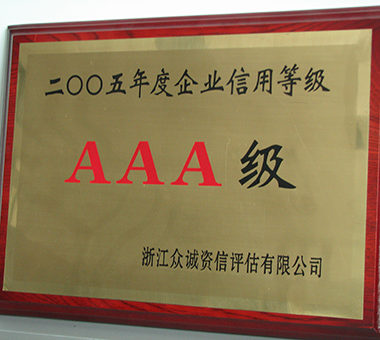 二〇〇五年度企业信用等级
AAA级
浙江众诚资信评估有限公司